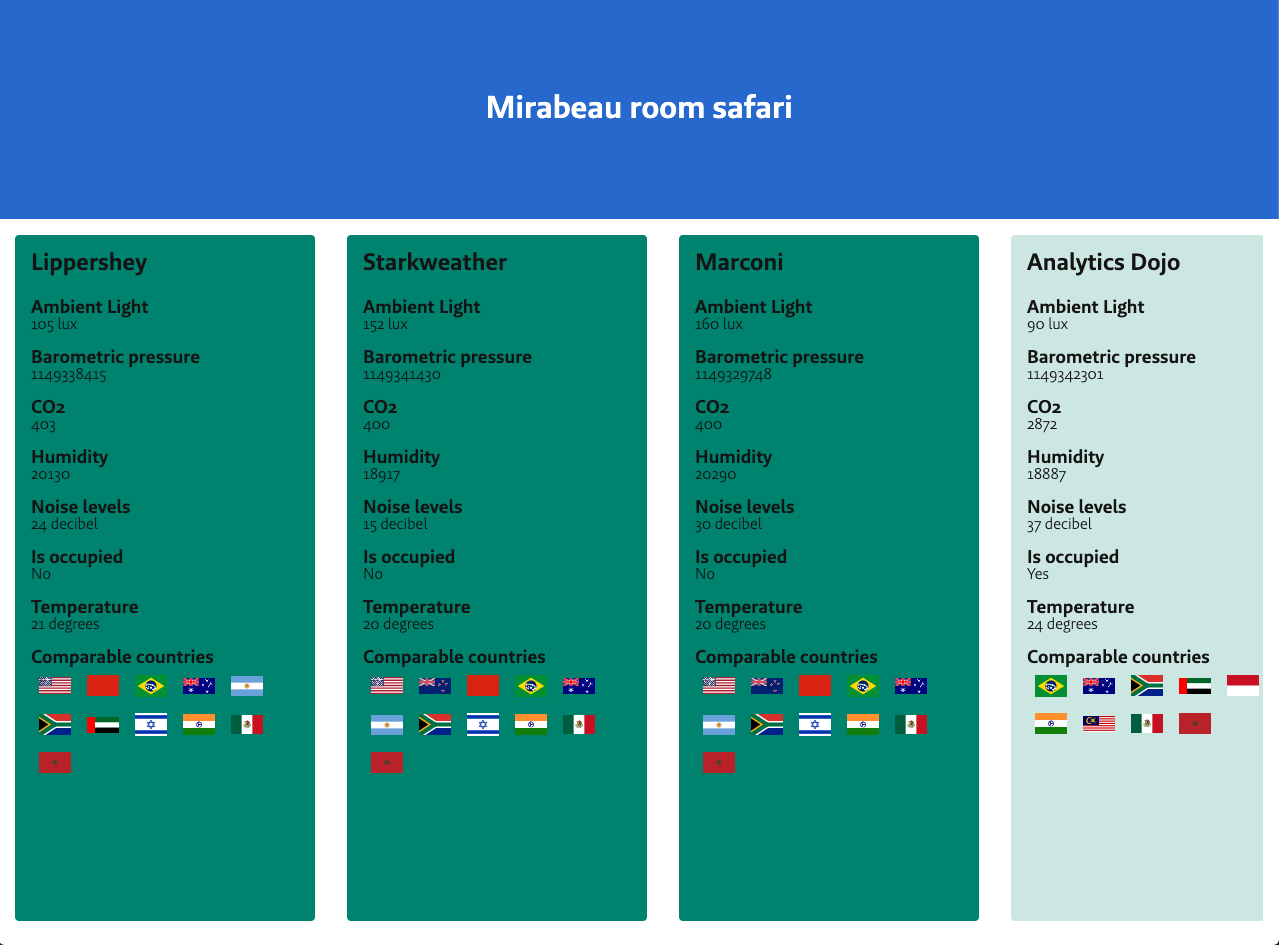 Mirabeau room safari
Lippershey
Ambient Light
105 lux
Barometric pressure
1149338415
CO2
403
Humidity
20130
Noise levels
24 decibel
Is occupied
No
Temperature
21 degrees
Comparable countries
Starkweather
Ambient Light
152 lux
Barometric pressure
1149341430
CO2
400
Humidity
18917
Noise levels
15 decibel
Is occupied
No
Temperature
20 degrees
Comparable countries
Marconi
Ambient Light
160 lux
Barometric pressure
1149329748
CO2
400
Humidity
20290
Noise levels
30 decibel
Is occupied
No
Temperature
20 degrees
Comparable countries
Analytics Dojo
Ambient Light
90 lux
Barometric pressure
1149342301
CO2
2872
Humidity
18887
Noise levels
37 decibel
Is occupied
Yes
Temperature
24 degrees
Comparable countries